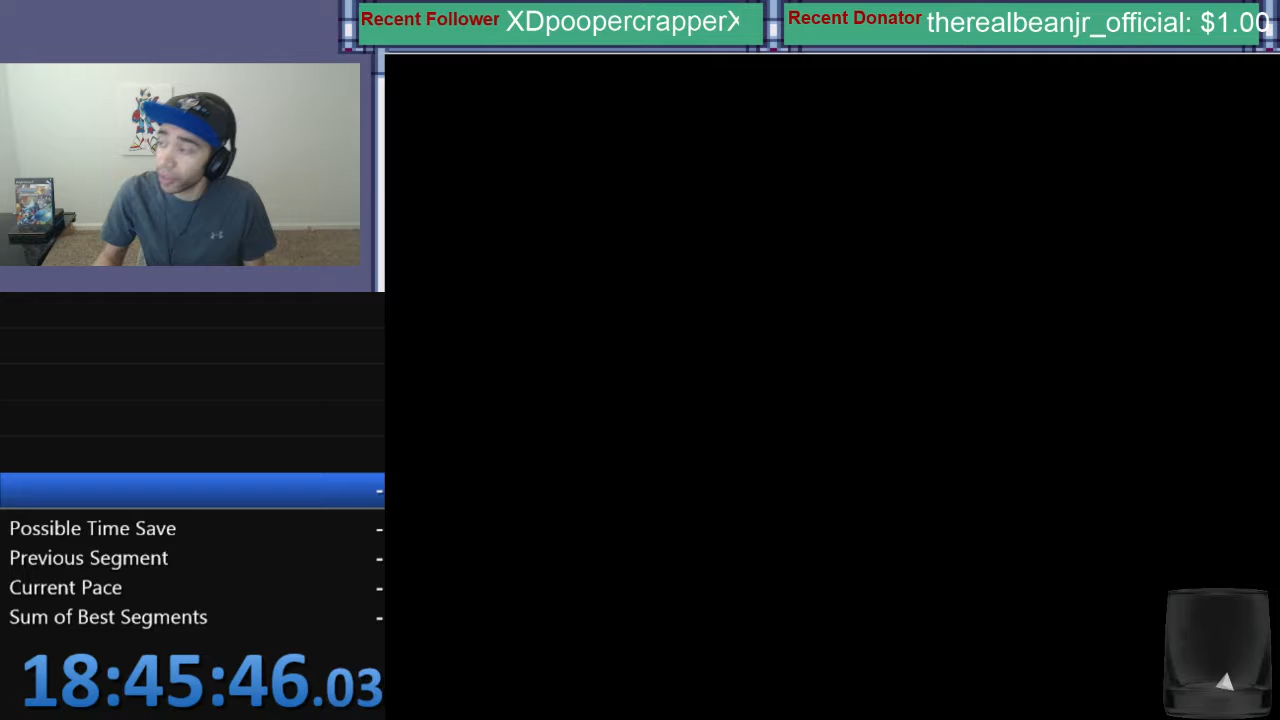 Recent Follower XDpoopercrapperX
Recent Donator therealbeanjr_official: $1.00
-
Possible Time Save -
Previous Segment -
Current Pace -
Sum of Best Segments -
18:45:46.03